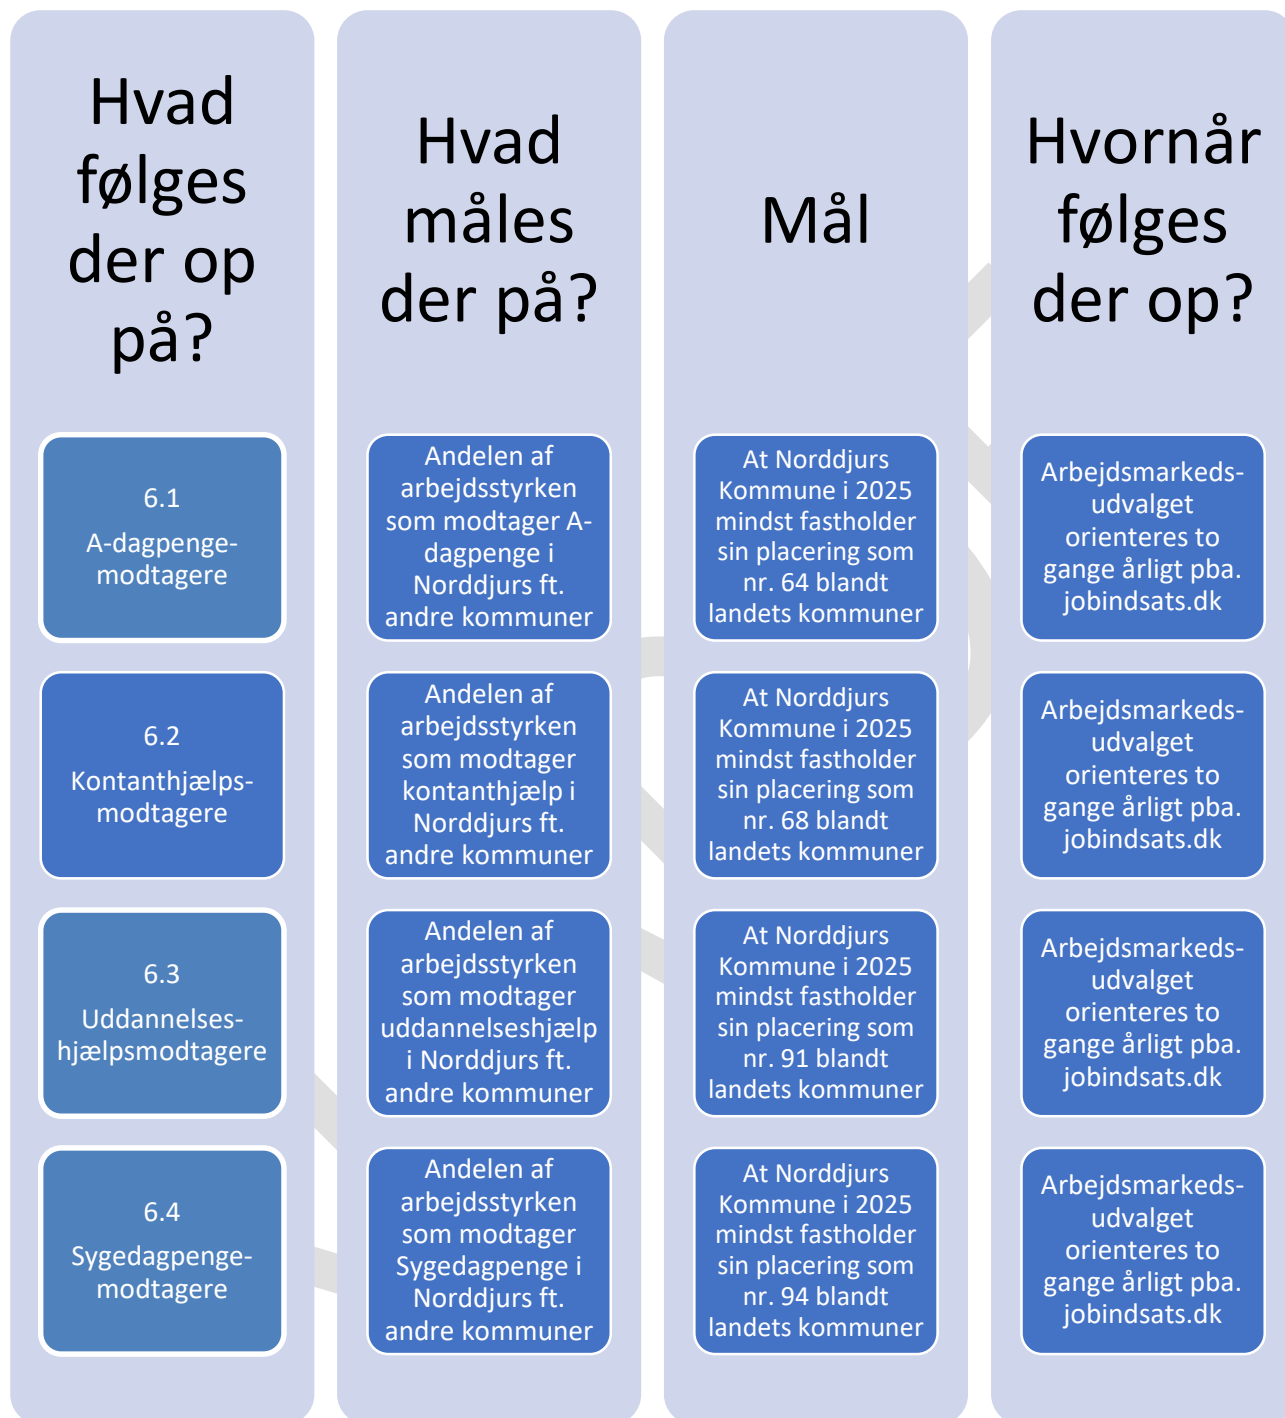 Hvad
følges
der op
på?
6.1
A-dagpenge-
modtagere
6.2
Kontanthjælps-
modtagere
6.3
Uddannelses-
hjælpsmodtagere
6.4
Sygedagpenge-
modtagere
Hvad
måles
der på?
Andelen af
arbejdsstyrken
som modtager A-
dagpenge i
Norddjurs ft.
andre kommuner
Andelen af
arbejdsstyrken
som modtager
kontanthjælp i
Norddjurs ft.
andre kommuner
Andelen af
arbejdsstyrken
som modtager
uddannelseshjælp
i Norddjurs ft.
andre kommuner
Andelen af
arbejdsstyrken
som modtager
Sygedagpenge i
Norddjurs ft.
andre kommuner
Mål
At Norddjurs
Kommune i 2025
mindst fastholder
sin placering som
nr. 64 blandt
landets kommuner
At Norddjurs
Kommune i 2025
mindst fastholder
sin placering som
nr. 68 blandt
landets kommuner
At Norddjurs
Kommune i 2025
mindst fastholder
sin placering som
nr. 91 blandt
landets kommuner
At Norddjurs
Kommune i 2025
mindst fastholder
sin placering som
nr. 94 blandt
landets kommuner
Hvornår
følges
der op?
Arbejdsmarkeds-
udvalget
orienteres to
gange årligt pba.
jobindsats.dk
Arbejdsmarkeds-
udvalget
orienteres to
gange årligt pba.
jobindsats.dk
Arbejdsmarkeds-
udvalget
orienteres to
gange årligt pba.
jobindsats.dk
Arbejdsmarkeds-
udvalget
orienteres to
gange årligt pba.
jobindsats.dk